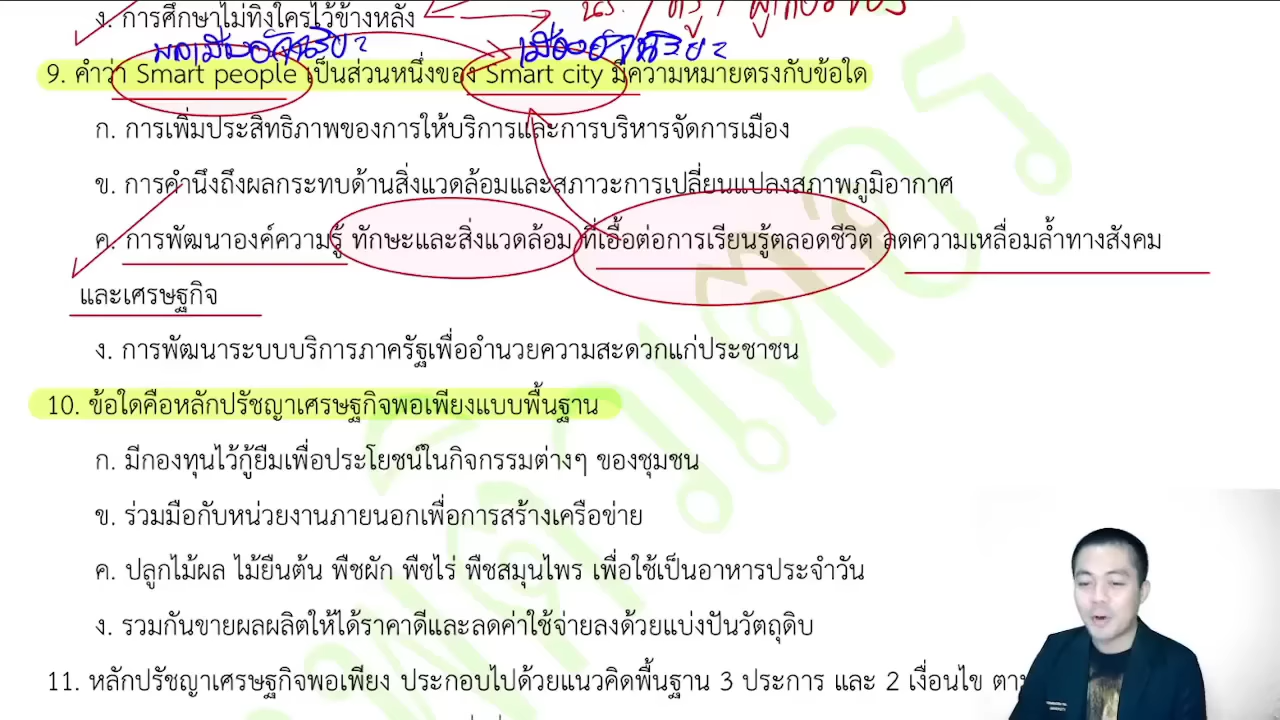 ง. การศึกษาไม่ทิ้งใครไว้ข้างหลัง
พลเมืองอัจฉริยะ เมืองอัจฉริยะ
9. คำว่า Smart people เป็นส่วนหนึ่งของ Smart city มีความหมายตรงกับข้อใด
ก. การเพิ่มประสิทธิภาพของการให้บริการและการบริหารจัดการเมือง
ข. การคำนึงถึงผลกระทบด้านสิ่งแวดล้อมและสภาวะการเปลี่ยนแปลงสภาพภูมิอากาศ
ค. การพัฒนาองค์ความรู้ ทักษะและสิ่งแวดล้อม ที่เอื้อต่อการเรียนรู้ตลอดชีวิต ลดความเหลื่อมล้ำทางสังคม
และเศรษฐกิจ
ง. การพัฒนาระบบบริการภาครัฐเพื่ออำนวยความสะดวกแก่ประชาชน
10. ข้อใดคือหลักปรัชญาเศรษฐกิจพอเพียงแบบพื้นฐาน
ก. มีกองทุนไว้กู้ยืมเพื่อประโยชน์ในกิจกรรมต่างๆ ของชุมชน
ข. ร่วมมือกับหน่วยงานภายนอกเพื่อการสร้างเครือข่าย
ค. ปลูกไม้ผล ไม้ยืนต้น พืชผัก พืชไร่ พืชสมุนไพร เพื่อใช้เป็นอาหารประจำวัน
ง. รวมกันขายผลผลิตให้ได้ราคาดีและลดค่าใช้จ่ายลงด้วยแบ่งปันวัตถุดิบ
11. หลักปรัชญาเศรษฐกิจพอเพียง ประกอบไปด้วยแนวคิดพื้นฐาน 3 ประการ และ 2 เงื่อนไข